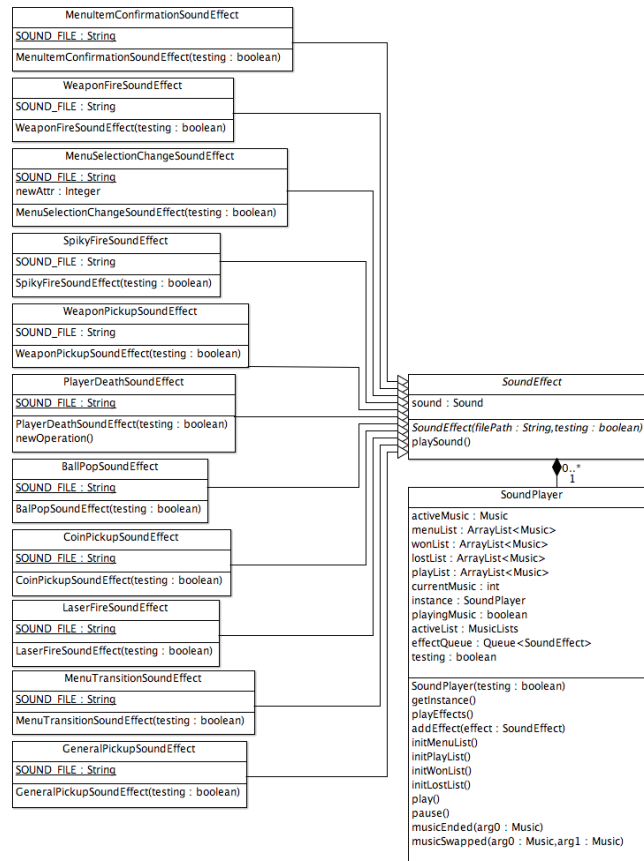 MenuItemConfirmationSoundEffect
SOUND_FILE : String
MenuItemConfirmationSoundEffect(testing : boolean)
WeaponFireSoundEffect
SOUND_FILE : String
WeaponFireSoundEffect(testing : boolean)
MenuSelectionChangeSoundEffect
SOUND_FILE : String
newAttr : Integer
MenuSelectionChangeSoundEffect(testing : boolean)
SpikyFireSoundEffect
SOUND_FILE : String
SpikyFireSoundEffect(testing : boolean)
WeaponPickupSoundEffect
SOUND_FILE : String
WeaponPickupSoundEffect(testing : boolean)
PlayerDeathSoundEffect
SOUND_FILE : String
PlayerDeathSoundEffect(testing : boolean)
newOperation()
BallPopSoundEffect
SOUND_FILE : String
BalPopSoundEffect(testing : boolean)
CoinPickupSoundEffect
SOUND_FILE : String
CoinPickupSoundEffect(testing : boolean)
LaserFireSoundEffect
SOUND_FILE : String
LaserFireSoundEffect(testing : boolean)
MenuTransitionSoundEffect
SOUND_FILE : String
MenuTransitionSoundEffect(testing : boolean)
GeneralPickupSoundEffect
SOUND_FILE : String
GeneralPickupSoundEffect(testing : boolean)
SoundEffect
sound : Sound
SoundEffect(filePath : String,testing : boolean)
playSound()
0..*
1
SoundPlayer
activeMusic : Music
menuList : ArrayList<Music>
wonList : ArrayList<Music>
lostList : ArrayList<Music>
playList : ArrayList<Music>
currentMusic : int
instance : SoundPlayer
playingMusic : boolean
activeList : MusicLists
effectQueue : Queue<SoundEffect>
testing : boolean
SoundPlayer(testing : boolean)
getInstance()
playEffects()
addEffect(effect : SoundEffect)
initMenuList()
initPlayList()
initWonList()
initLostList()
play()
pause()
musicEnded(arg0 : Music)
musicSwapped(arg0 : Music,arg1 : Music)